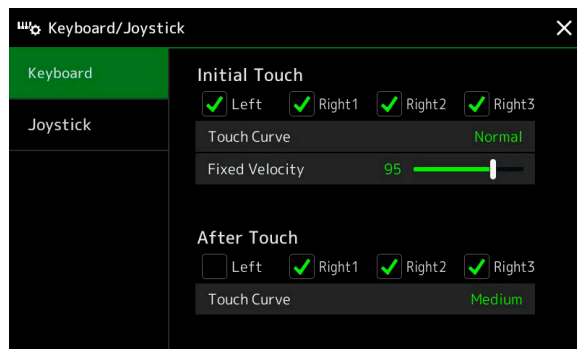 Keyboard/Joystick
Keyboard
Joystick
Initial Touch
Left Right1 Right2 Right3
Touch Curve Normal
Fixed Velocity 95
After Touch
Left Right1 Right2 Right3
Touch Curve Medium